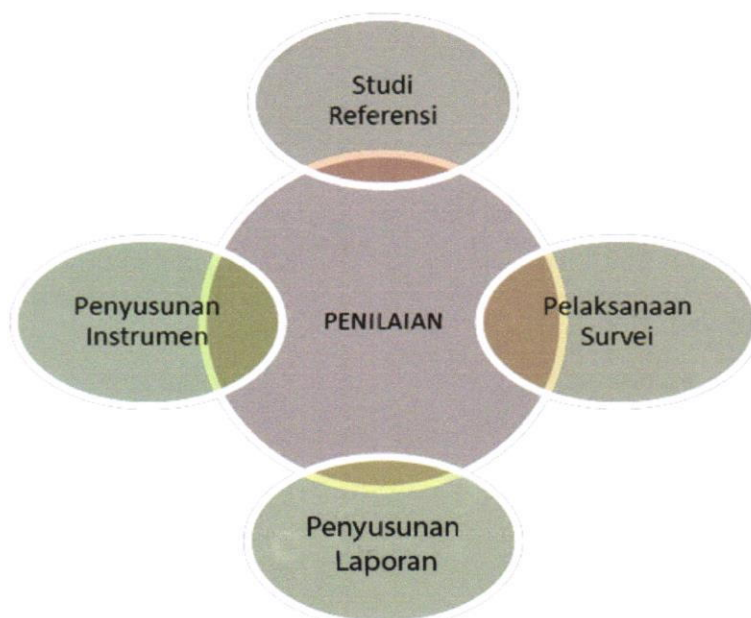 Studi
Referensi
Penyusunan
Instrumen
PENILAIAN
Pelaksanaan
Survei
Penyusunan
Laporan